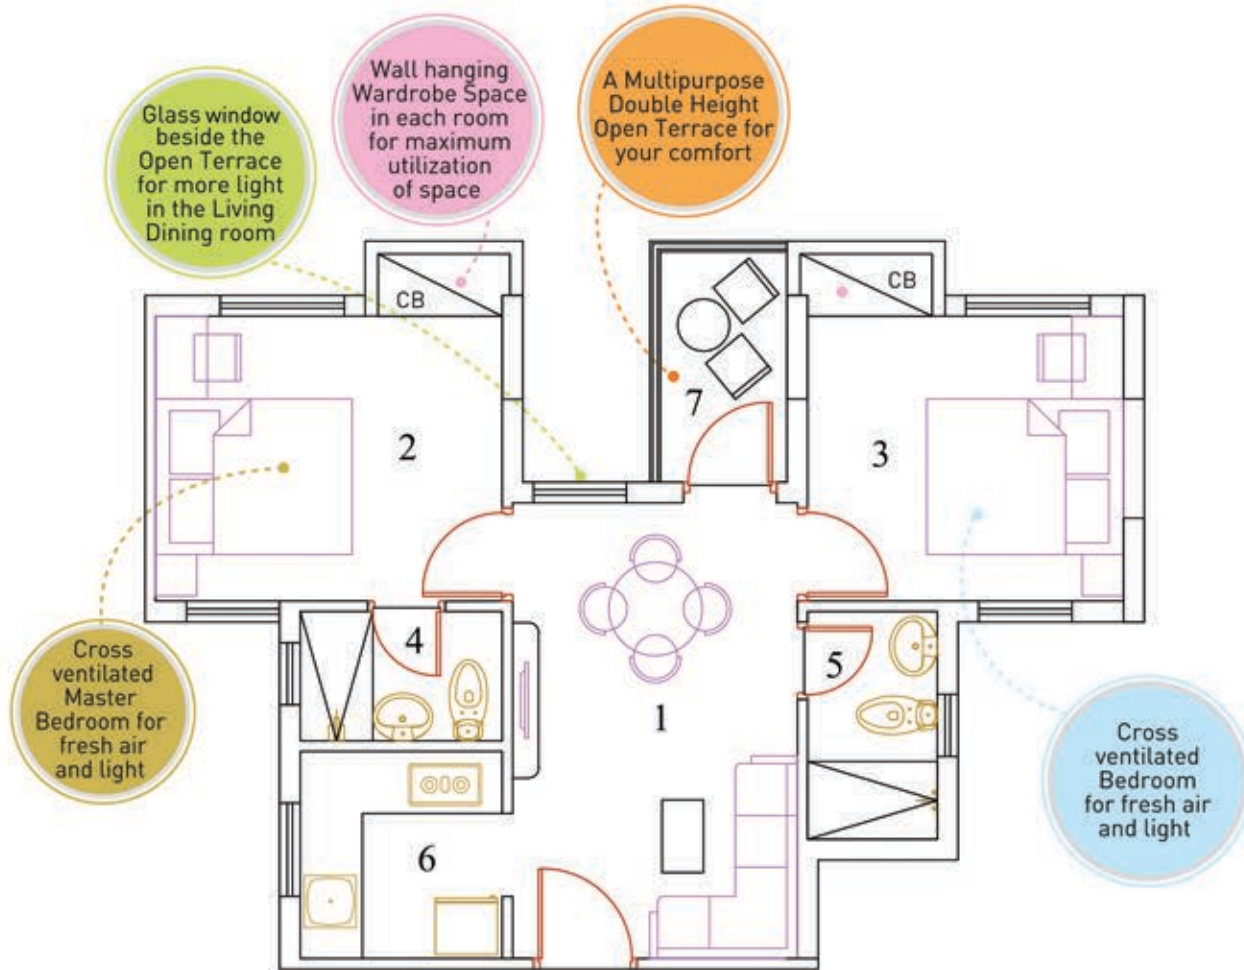 Glass window
beside the
Open Terrace
for more light
in the Living
Dining room
Wall hanging
Wardrobe Space
in each room
for maximum
utilization
of space
A Multipurpose
Double Height
Open Terrace for
your comfort
CB
CB
7
2
3
4
5
1
6
Cross
ventilated
Master
Bedroom for
fresh air
and light
Cross
ventilated
Bedroom
for fresh air
and light